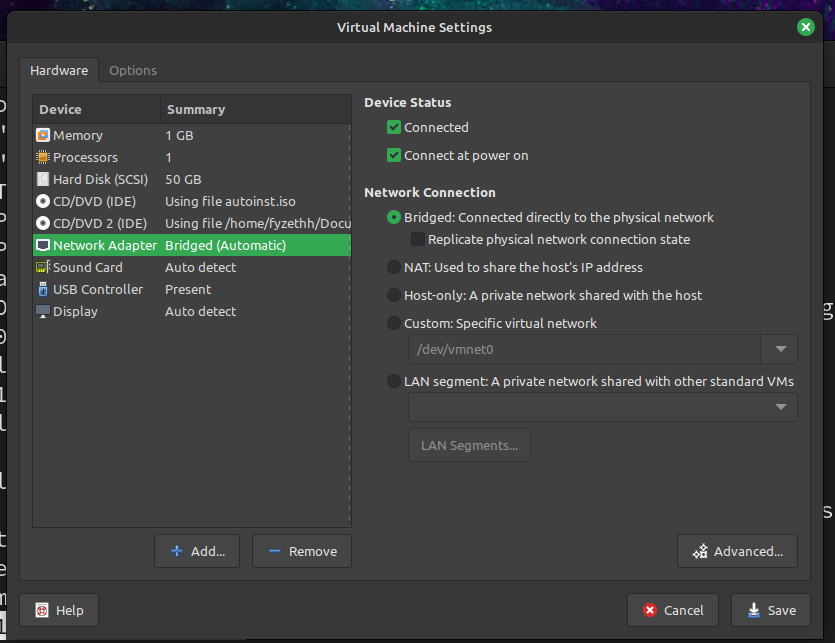 Virtual Machine Settings
Hardware
Options
Device Summary
Memory 1 GB
Processors 1
Hard Disk (SCSI) 50 GB
CD/DVD (IDE) Using file autoinst.iso
CD/DVD 2 (IDE) Using file /home/fyzethh/Docu
Network Adapter Bridged (Automatic)
Sound Card Auto detect
USB Controller Present
Display Auto detect
Add...
Remove
Device Status
Connected
Connect at power on
Network Connection
Bridged: Connected directly to the physical network
Replicate physical network connection state
NAT: Used to share the host's IP address
Host-only: A private network shared with the host
Custom: Specific virtual network
/dev/vmnet0
LAN segment: A private network shared with other standard VMs
LAN Segments...
Advanced...
Help
Cancel
Save